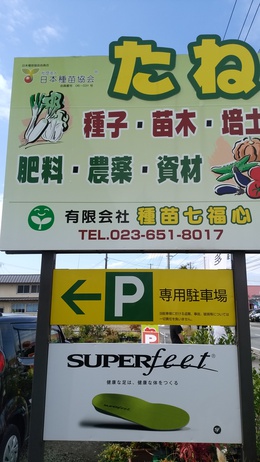 日本種苗協会
たね
種子・苗木・培土
肥料・農薬・資材
有限会社 種苗七福心
TEL.023-651-8017
P 専用駐車場
SUPERfeet®
健康な足は、健康な体をつくる
P